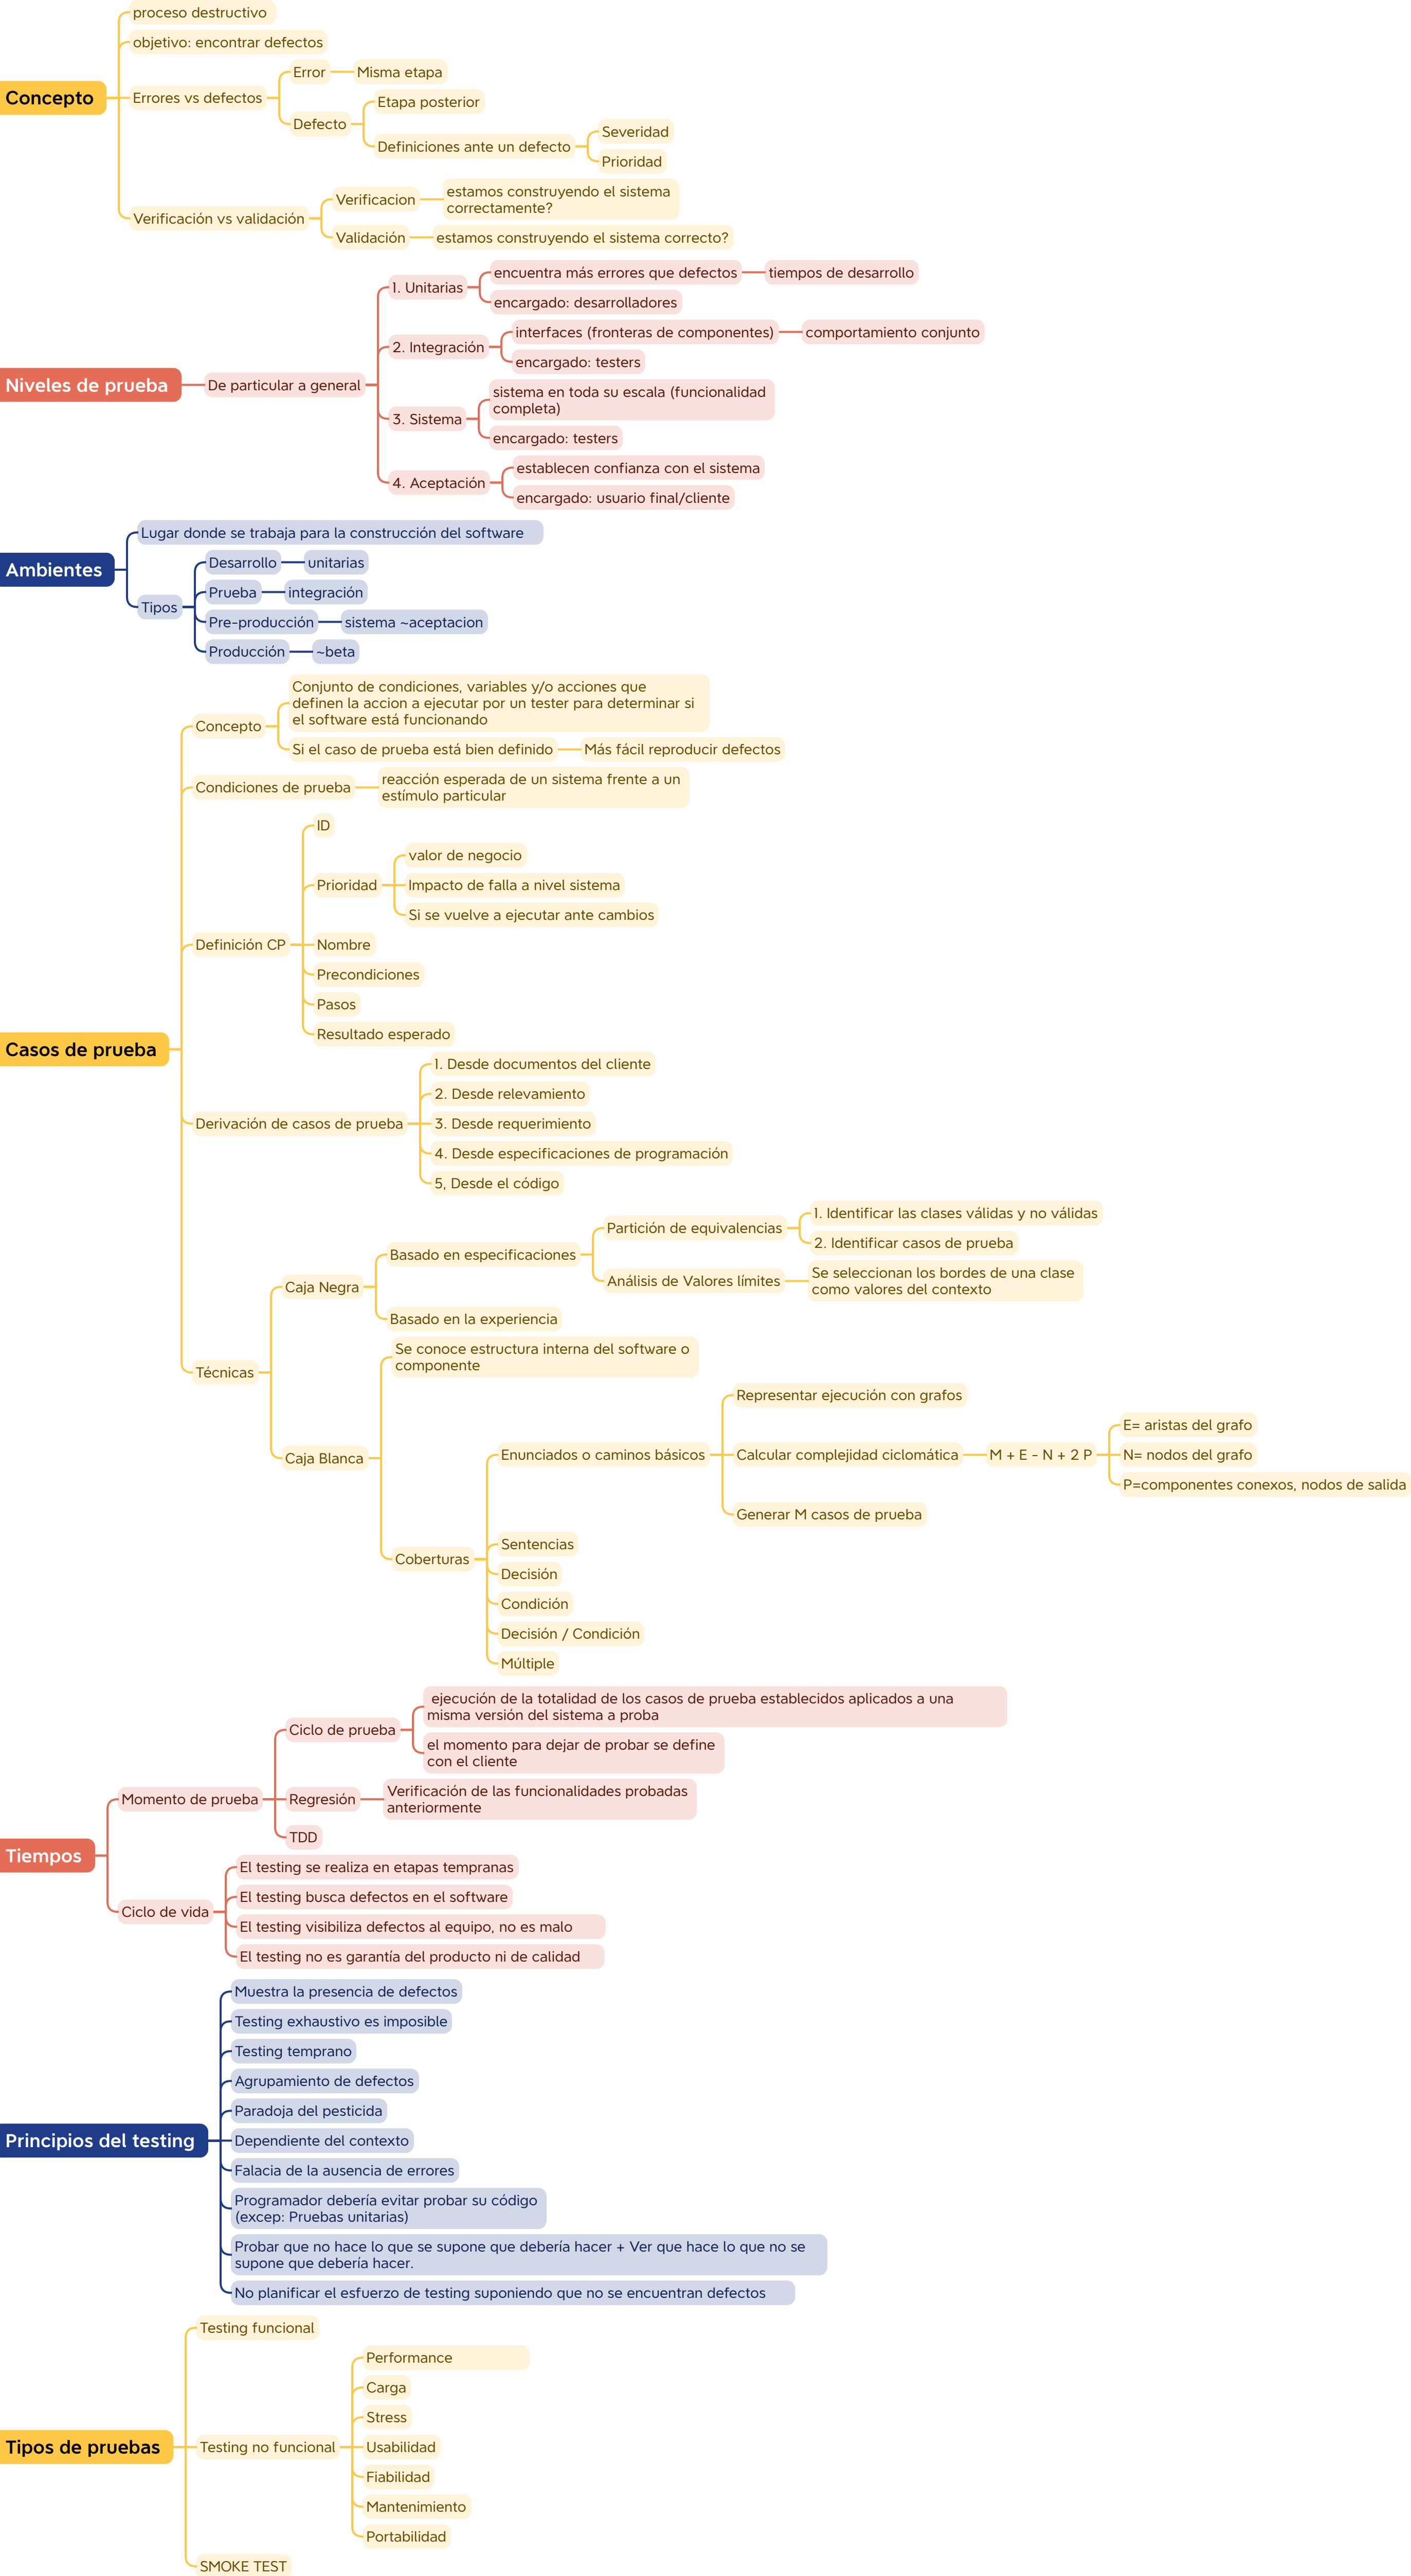 Concepto
proceso destructivo
objetivo: encontrar defectos
Errores vs defectos
Error
Misma etapa
Defecto
Etapa posterior
Definiciones ante un defecto
Severidad
Prioridad
Verificación vs validación
Verificacion
estamos construyendo el sistema
correctamente?
Validación
estamos construyendo el sistema correcto?
Niveles de prueba
De particular a general
1. Unitarias
encuentra más errores que defectos
tiempos de desarrollo
encargado: desarrolladores
2. Integración
interfaces (fronteras de componentes)
comportamiento conjunto
encargado: testers
3. Sistema
sistema en toda su escala (funcionalidad
completa)
encargado: testers
4. Aceptación
establecen confianza con el sistema
encargado: usuario final/cliente
Ambientes
Lugar donde se trabaja para la construcción del software
Tipos
Desarrollo
unitarias
Prueba
integración
Pre-producción
sistema ~aceptacion
Producción
~beta
Casos de prueba
Concepto
Conjunto de condiciones, variables y/o acciones que
definen la accion a ejecutar por un tester para determinar si
el software está funcionando
Si el caso de prueba está bien definido
Más fácil reproducir defectos
Condiciones de prueba
reacción esperada de un sistema frente a un
estímulo particular
Definición CP
ID
Prioridad
valor de negocio
Impacto de falla a nivel sistema
Si se vuelve a ejecutar ante cambios
Nombre
Precondiciones
Pasos
Resultado esperado
Derivación de casos de prueba
1. Desde documentos del cliente
2. Desde relevamiento
3. Desde requerimiento
4. Desde especificaciones de programación
5, Desde el código
Técnicas
Caja Negra
Basado en especificaciones
Partición de equivalencias
1. Identificar las clases válidas y no válidas
2. Identificar casos de prueba
Análisis de Valores límites
Se seleccionan los bordes de una clase
como valores del contexto
Basado en la experiencia
Caja Blanca
Se conoce estructura interna del software o
componente
Coberturas
Enunciados o caminos básicos
Representar ejecución con grafos
Calcular complejidad ciclomática
M + E - N + 2 P
E= aristas del grafo
N= nodos del grafo
P=componentes conexos, nodos de salida
Generar M casos de prueba
Sentencias
Decisión
Condición
Decisión / Condición
Múltiple
Tiempos
Momento de prueba
Ciclo de prueba
ejecución de la totalidad de los casos de prueba establecidos aplicados a una
misma versión del sistema a proba
el momento para dejar de probar se define
con el cliente
Regresión
Verificación de las funcionalidades probadas
anteriormente
TDD
Ciclo de vida
El testing se realiza en etapas tempranas
El testing busca defectos en el software
El testing visibiliza defectos al equipo, no es malo
El testing no es garantía del producto ni de calidad
Principios del testing
Muestra la presencia de defectos
Testing exhaustivo es imposible
Testing temprano
Agrupamiento de defectos
Paradoja del pesticida
Dependiente del contexto
Falacia de la ausencia de errores
Programador debería evitar probar su código
(excep: Pruebas unitarias)
Probar que no hace lo que se supone que debería hacer + Ver que hace lo que no se
supone que debería hacer.
No planificar el esfuerzo de testing suponiendo que no se encuentran defectos
Tipos de pruebas
Testing funcional
Testing no funcional
Performance
Carga
Stress
Usabilidad
Fiabilidad
Mantenimiento
Portabilidad
SMOKE TEST